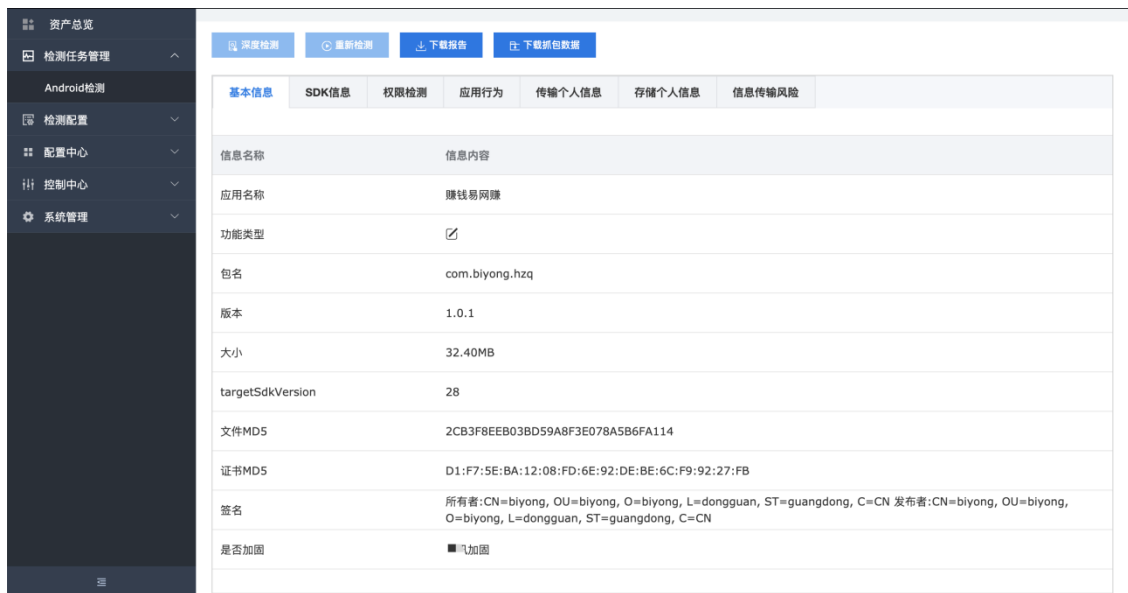 资产总览
检测任务管理
Android检测
检测配置
配置中心
控制中心
系统管理
深度检测 重新检测 下载报告 下载抓包数据
基本信息 SDK信息 权限检测 应用行为 传输个人信息 存储个人信息 信息传输风险
信息名称 信息内容
应用名称 赚钱易网赚
功能类型
包名 com.biyong.hzq
版本 1.0.1
大小 32.40MB
targetSdkVersion 28
文件MD5 2CB3F8EEB03BD59A8F3E078A5B6FA114
证书MD5 D1:F7:5E:BA:12:08:FD:6E:92:DE:BE:6C:F9:92:27:FB
签名 所有者:CN=biyong, OU=biyong, O=biyong, L=dongguan, ST=guangdong, C=CN 发布者:CN=biyong, OU=biyong,
O=biyong, L=dongguan, ST=guangdong, C=CN
是否加固 加固